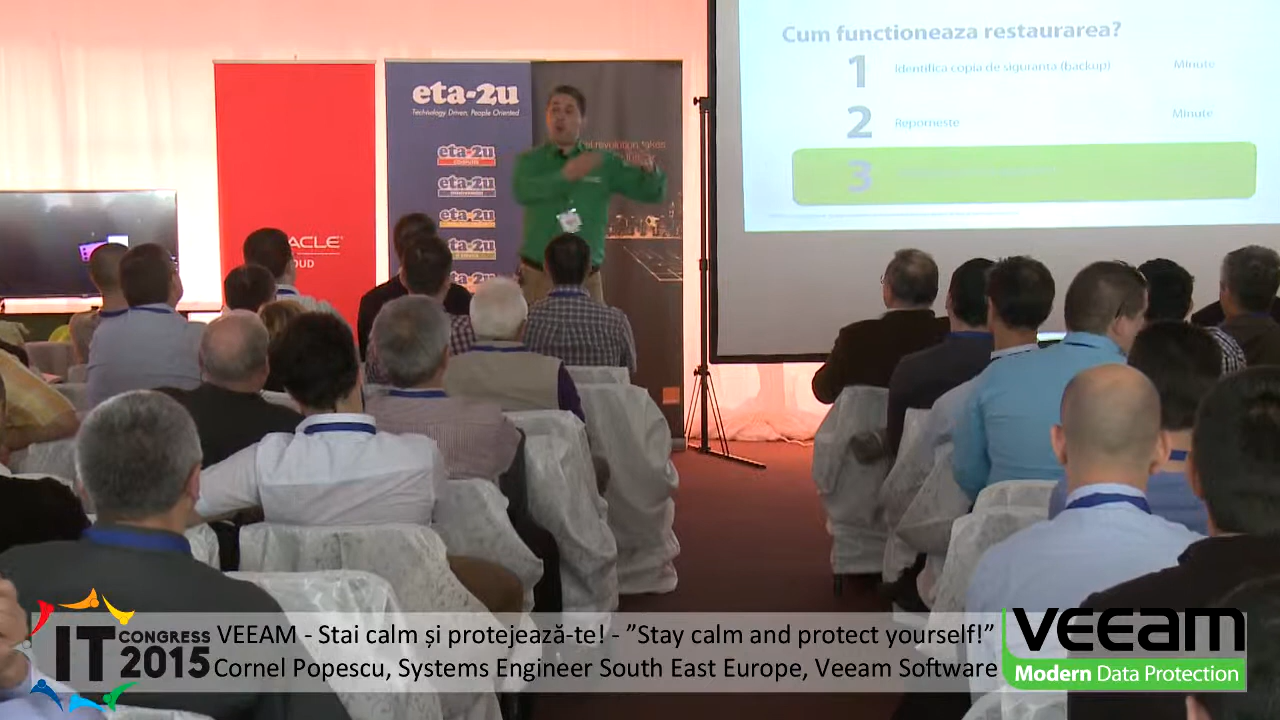 Cum functioneaza restaurarea?
1 Identifica copia de siguranta (backup) Minute
2 Reporneste Minute
3
eta-2u
Technology Driven, People Oriented
eta-2u
eta-2u
eta-2u
eta-2u
eta-2u
ACLE
OUD
IT CONGRESS 2015
VEEAM - Stai calm și protejează-te! - ”Stay calm and protect yourself!”
Cornel Popescu, Systems Engineer South East Europe, Veeam Software
veeam
Modern Data Protection